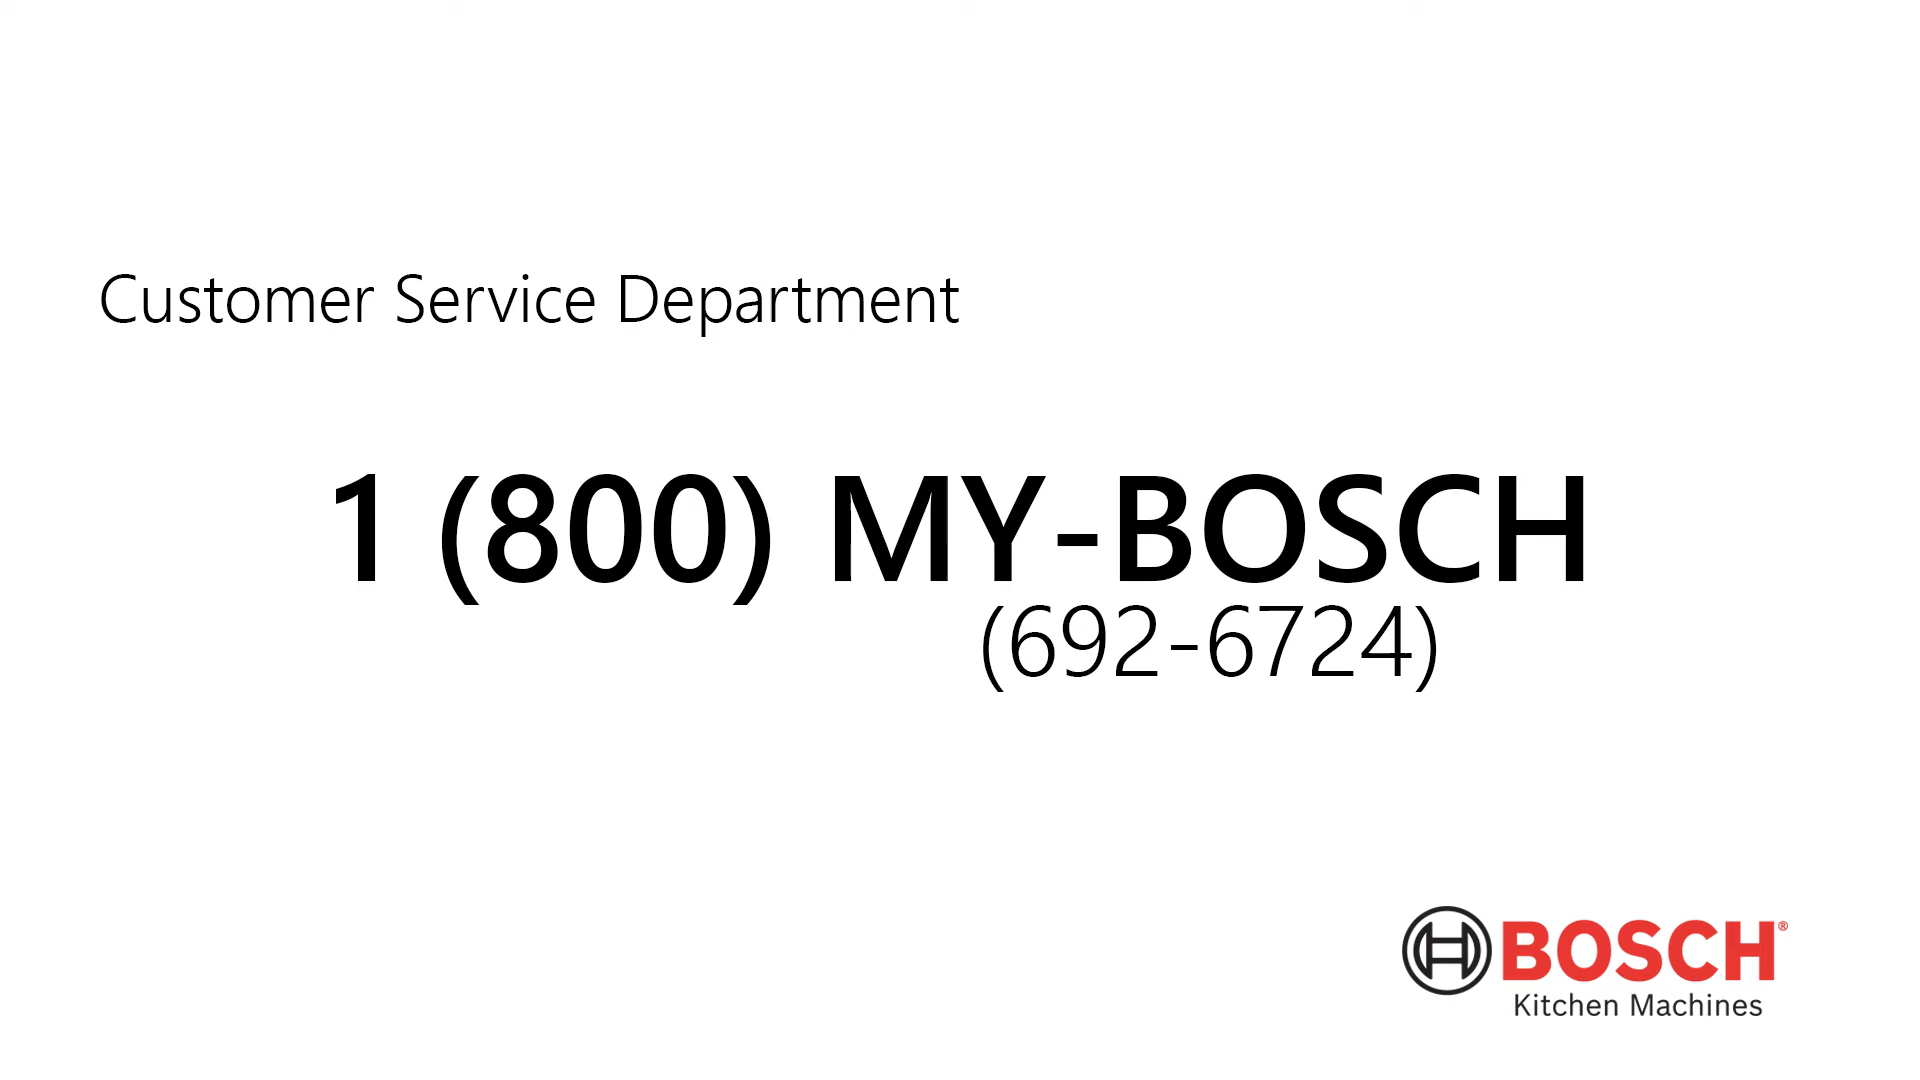 Customer Service Department
1 (800) MY-BOSCH
(692-6724)
BOSCH®
Kitchen Machines